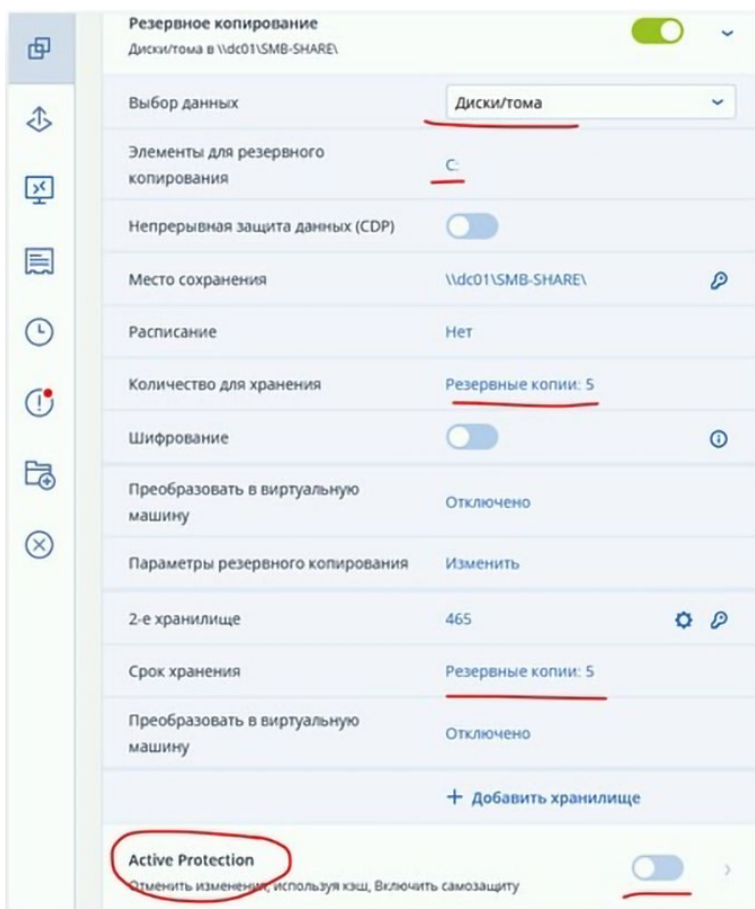 Резервное копирование
Диски/тома в \\dc01\SMB-SHARE\
Выбор данных
Диски/тома
Элементы для резервного
копирования
C:
Непрерывная защита данных (CDP)
Место сохранения
\\dc01\SMB-SHARE\
Расписание
Нет
Количество для хранения
Резервные копии: 5
Шифрование
Преобразовать в виртуальную
машину
Отключено
Параметры резервного копирования
Изменить
2-е хранилище
465
Срок хранения
Резервные копии: 5
Преобразовать в виртуальную
машину
Отключено
+ Добавить хранилище
Active Protection
Отменить изменения, используя кэш, Включить самозащиту